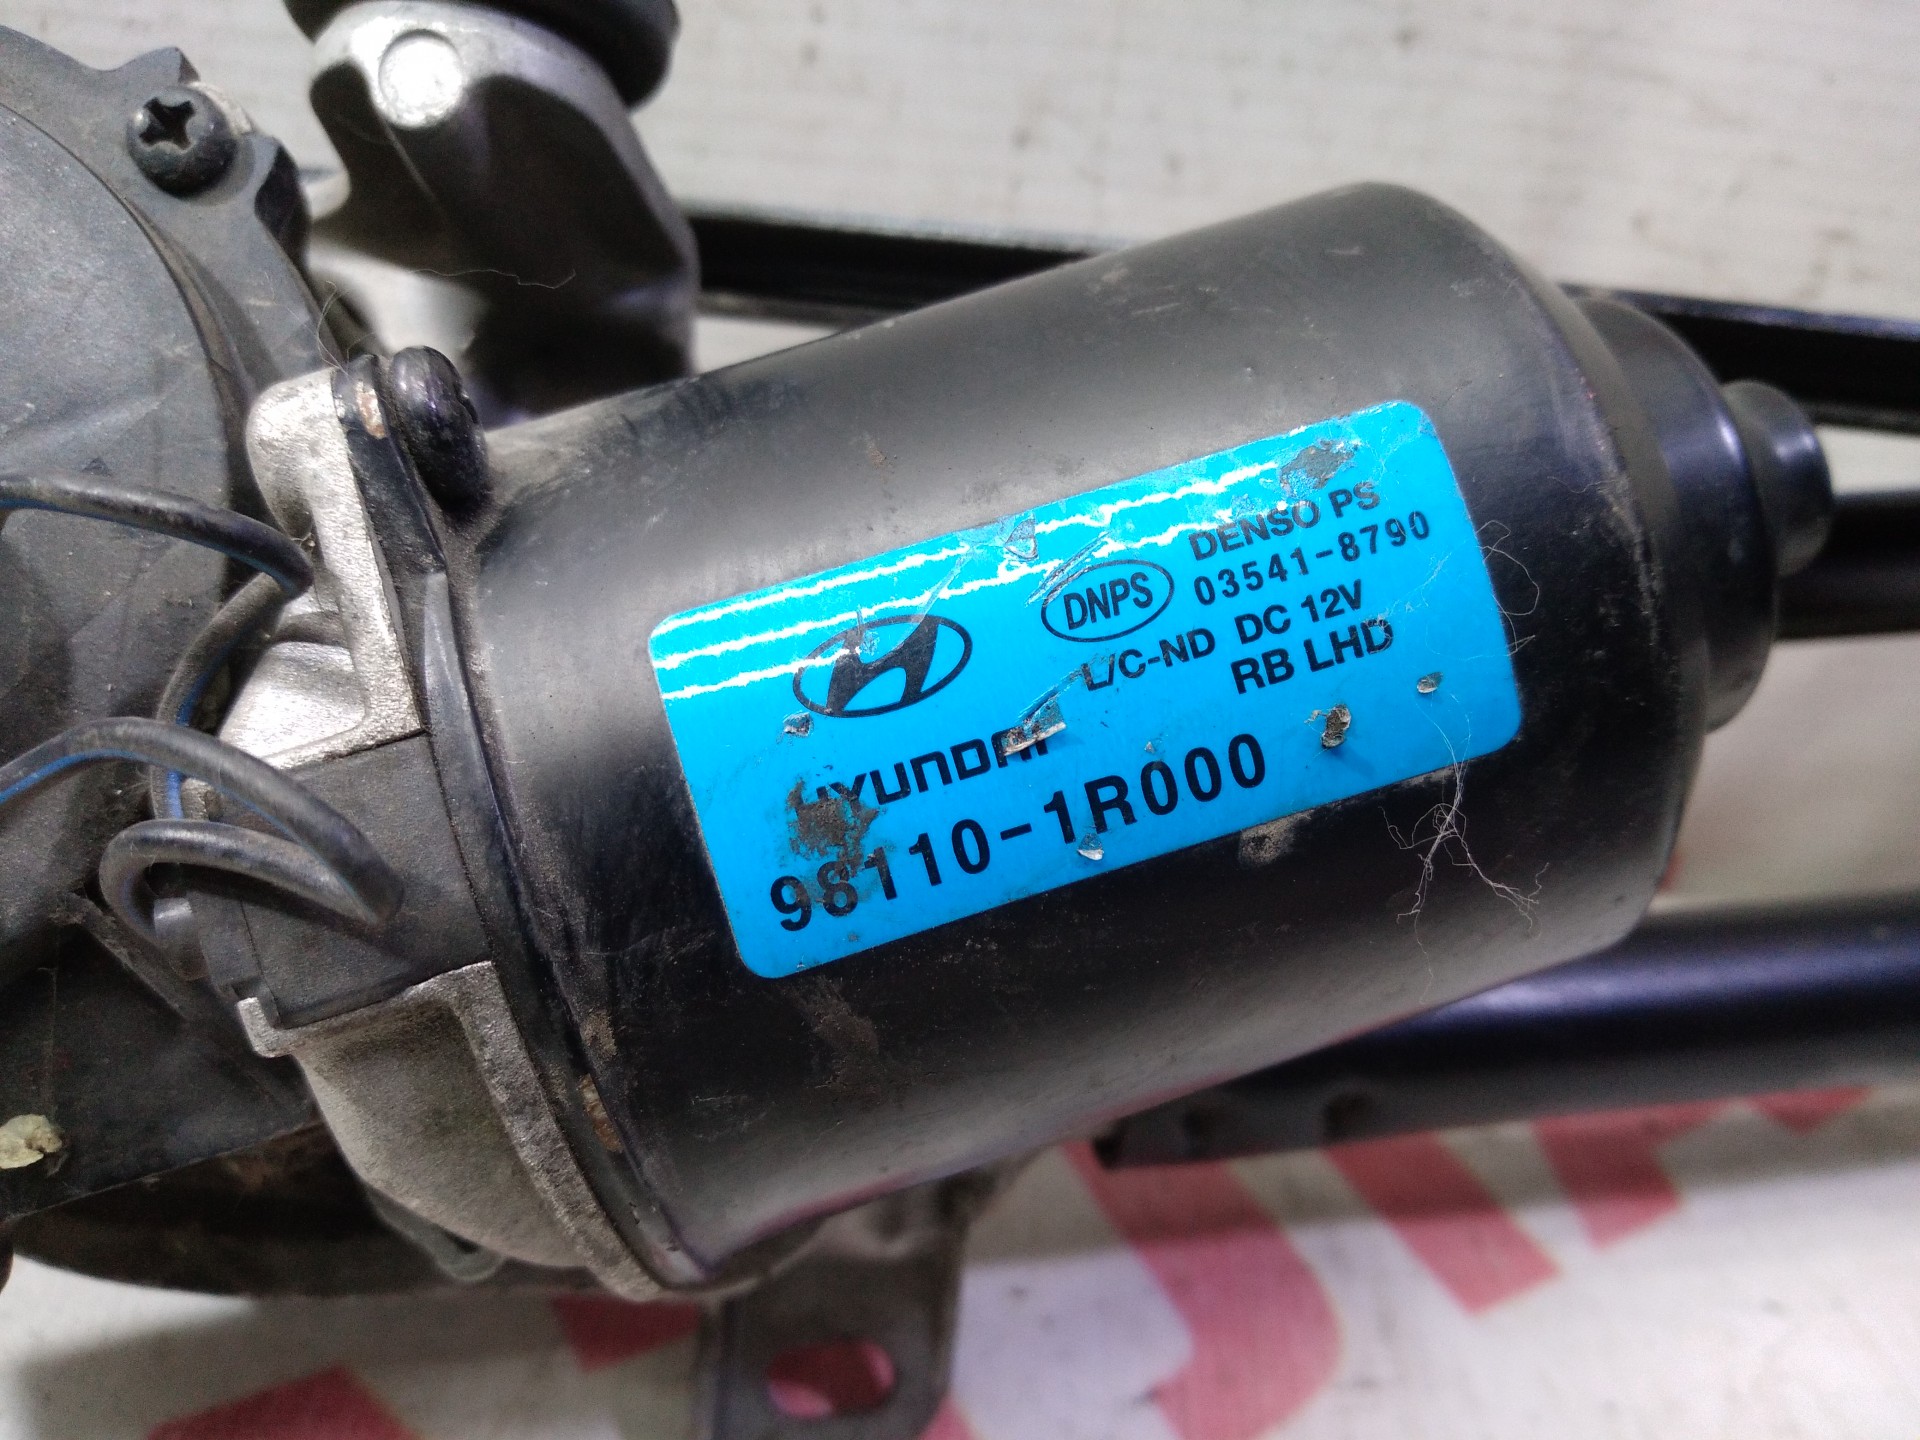 DENSO PS
DNPS 03541-8790
L/C-ND DC 12V
RB LHD
HYUNDAI
98110-1R000